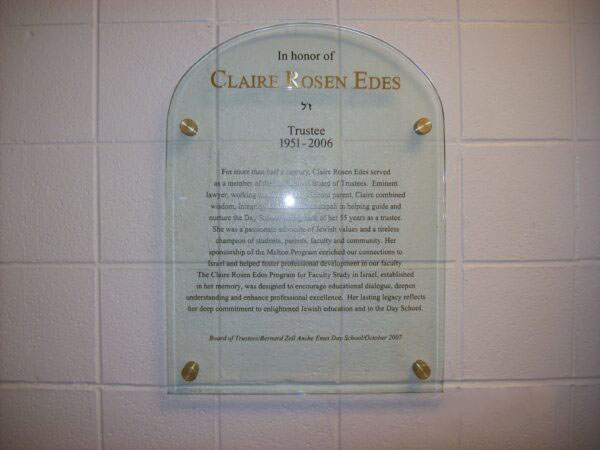 In honor of
CLAIRE ROSEN EDES
ז״ל
Trustee
1951 - 2006
For more than half a century, Claire Rosen Edes served
as a member of the Board of Trustees. Eminent
lawyer, working parent, Claire combined
wisdom, integrity in helping guide and
nurture the Day School of her 55 years as a trustee.
She was a passionate advocate of Jewish values and a tireless
champion of students, parents, faculty and community. Her
sponsorship of the Melton Program enriched our connections to
Israel and helped foster professional development in our faculty.
The Claire Rosen Edes Program for Faculty Study in Israel, established
in her memory, was designed to encourage educational dialogue, deepen
understanding and enhance professional excellence. Her lasting legacy reflects
her deep commitment to enlightened Jewish education and to the Day School.
Board of Trustees/Bernard Zell Anshe Emet Day School/October 2007